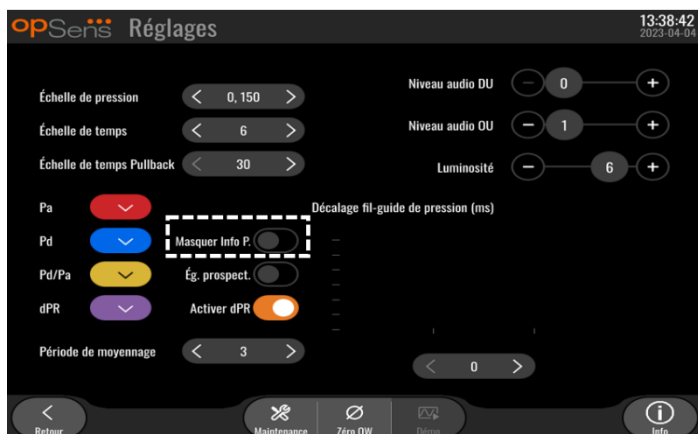 opSens Réglages
13:38:42
2023-04-04
Échelle de pression < 0, 150 >
Échelle de temps < 6 >
Échelle de temps Pullback < 30 >
Niveau audio DU - 0 +
Niveau audio OU - 1 +
Luminosité - 6 +
Pa
Pd
Pd/Pa
dPR
Masquer Info P.
Ég. prospect.
Activer dPR
Décalage fil-guide de pression (ms)
Période de moyennage < 3 >
< 0 >
< Retour
Maintenance
Zéro OW
Démo
Info